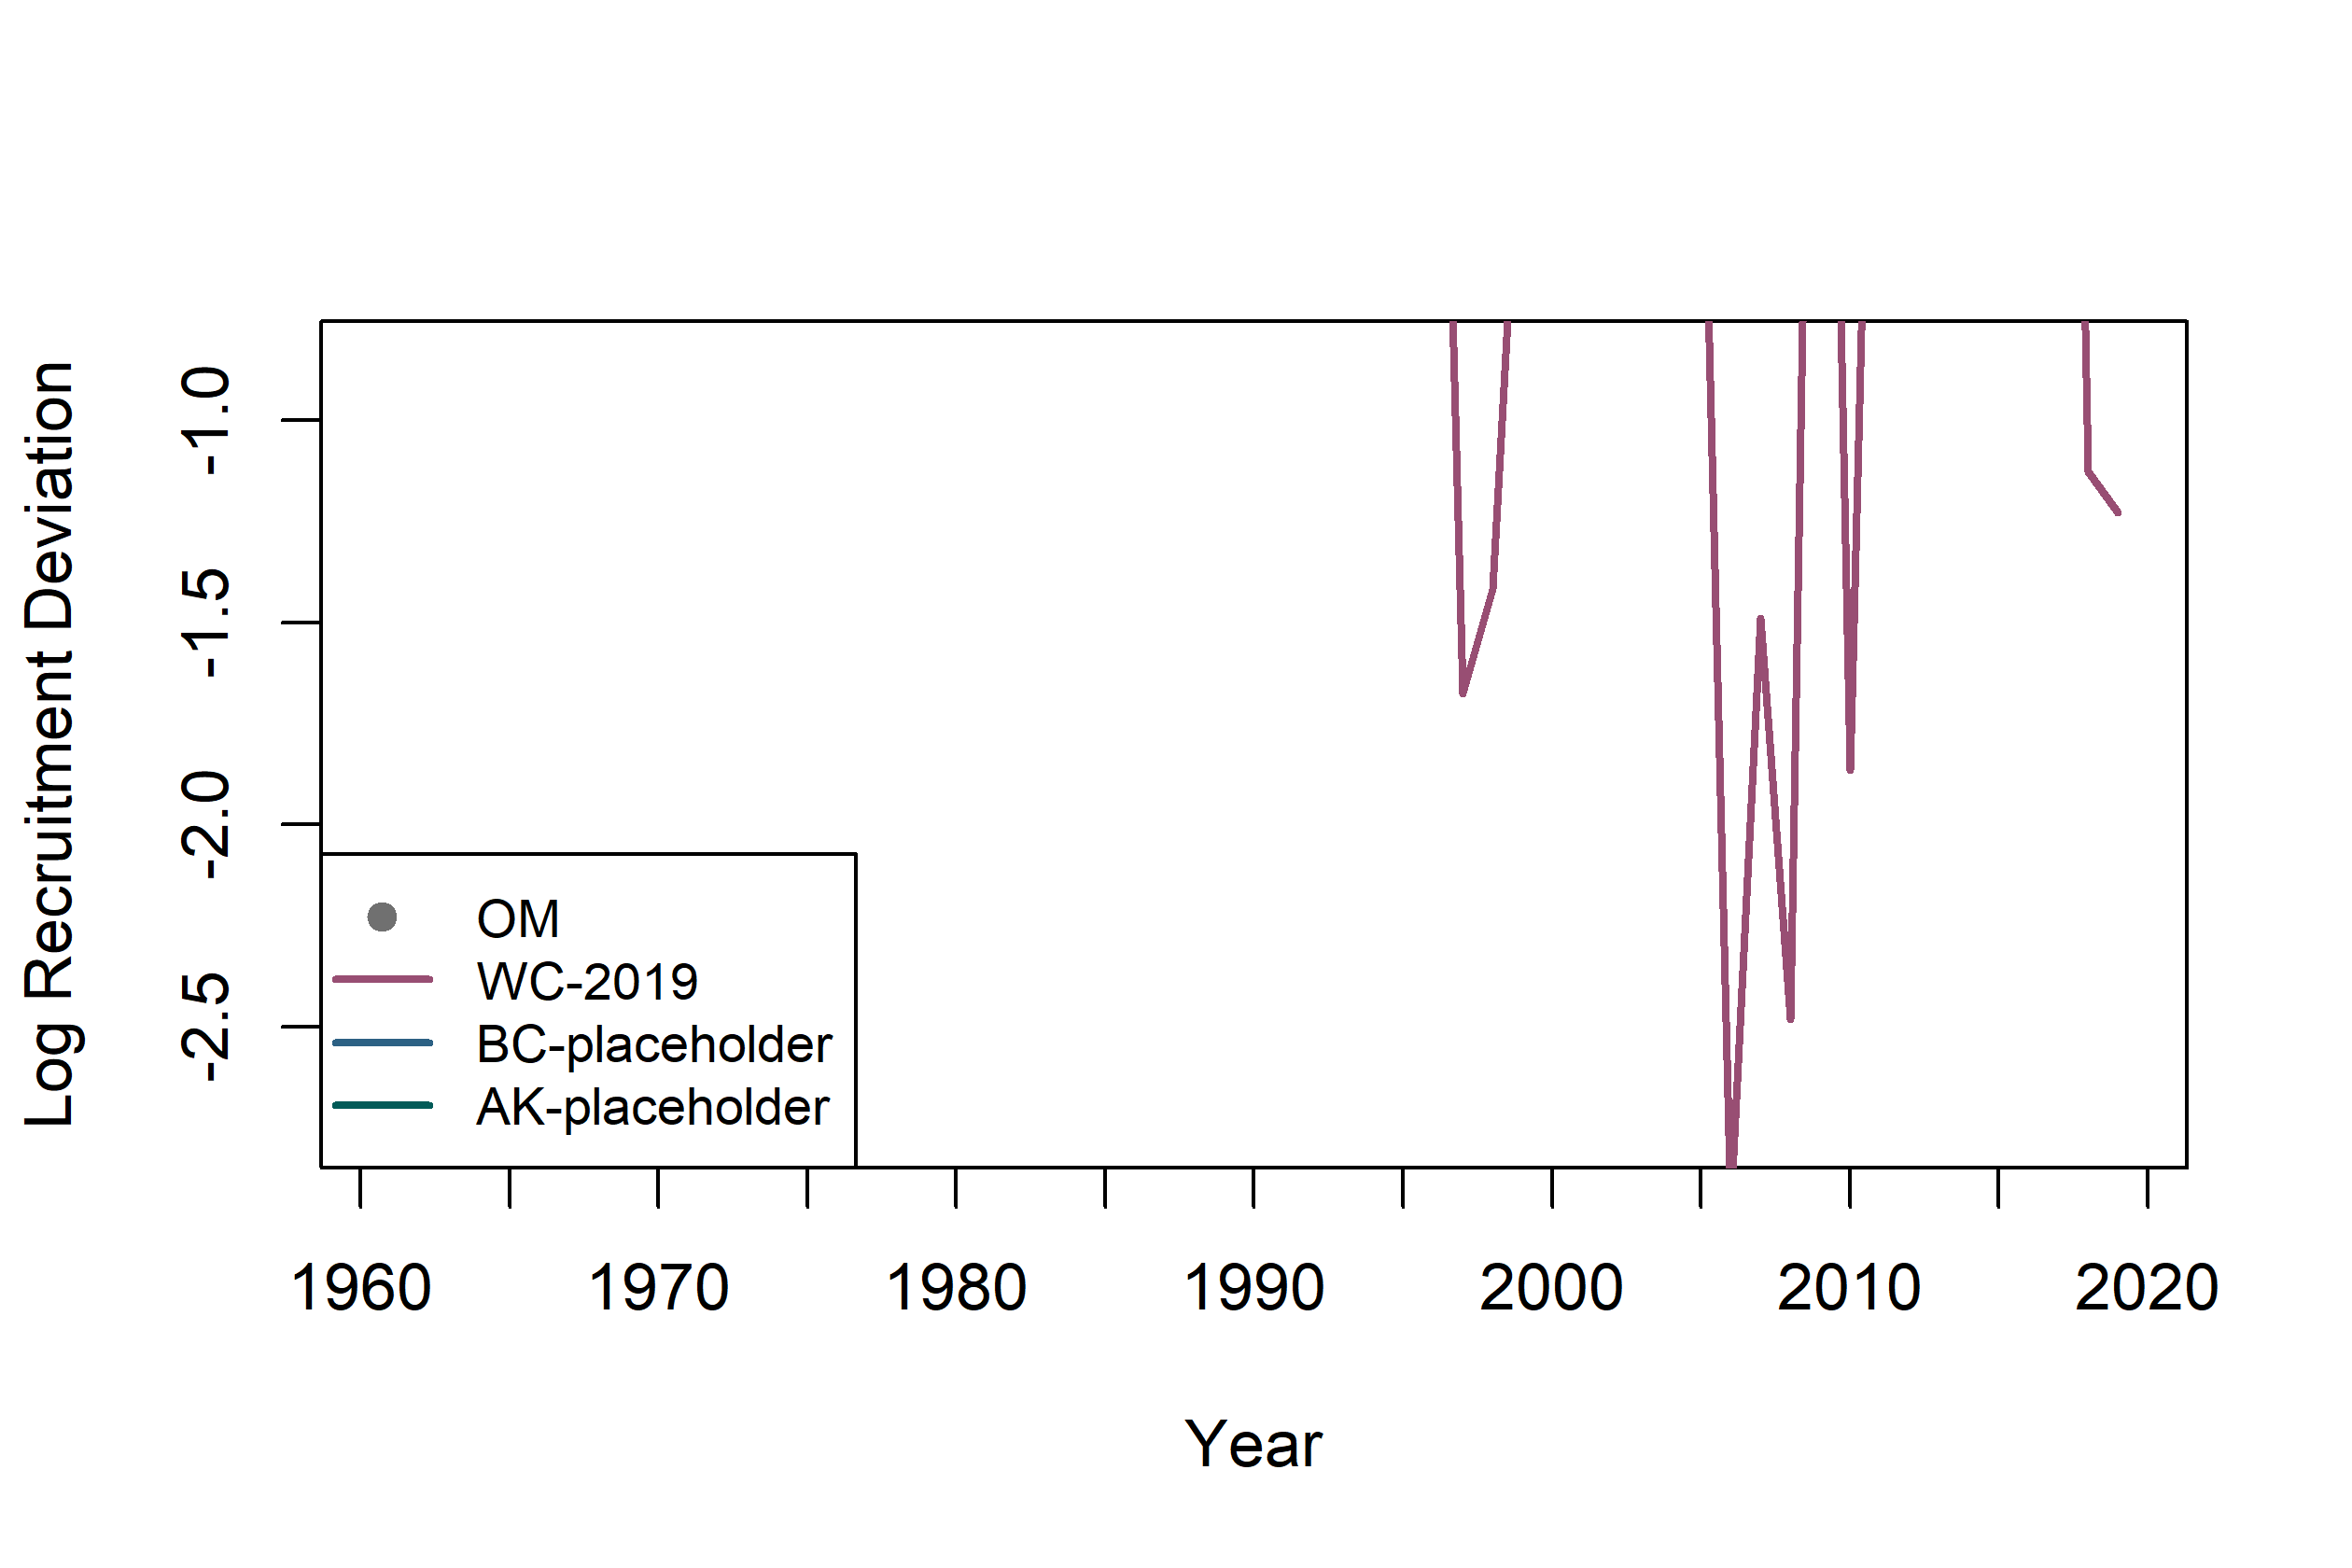 Log Recruitment Deviation
-1.0
-1.5
-2.0
-2.5
OM
WC-2019
BC-placeholder
AK-placeholder
1960 1970 1980 1990 2000 2010 2020
Year